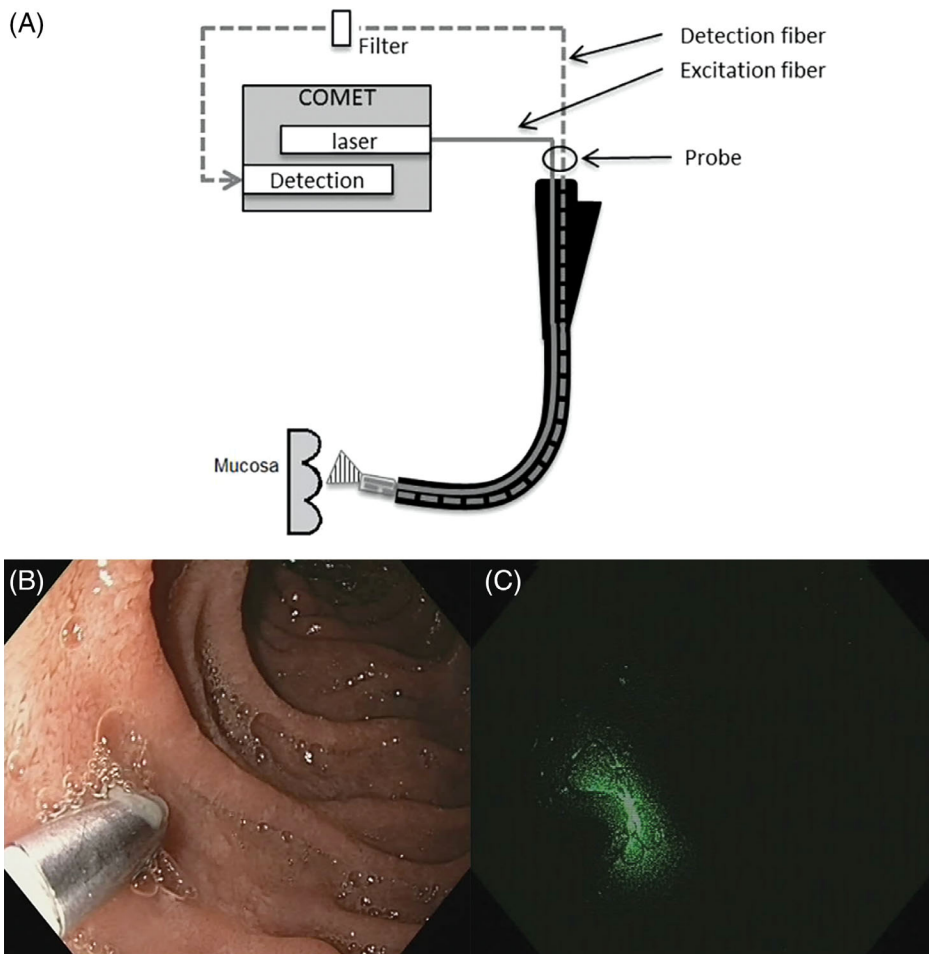 (A)
Filter
Detection fiber
Excitation fiber
COMET
laser
Probe
Detection
Mucosa
(B)
(C)